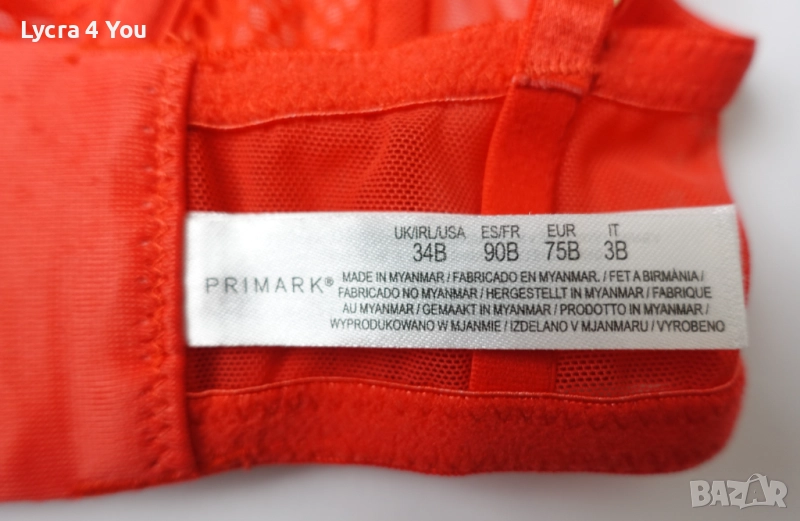 Lycra 4 You
UK/IRL/USA ES/FR EUR IT
34B 90B 75B 3B
PRIMARK®
MADE IN MYANMAR / FABRICADO EN MYANMAR. / FET A BIRMÀNIA /
FABRICADO NO MYANMAR / HERGESTELLT IN MYANMAR / FABRIQUE
AU MYANMAR / GEMAAKT IN MYANMAR / PRODOTTO IN MYANMAR /
WYPRODUKOWANO W MJANMIE / IZDELANO V MJANMARU / VYROBENO
BAZAR